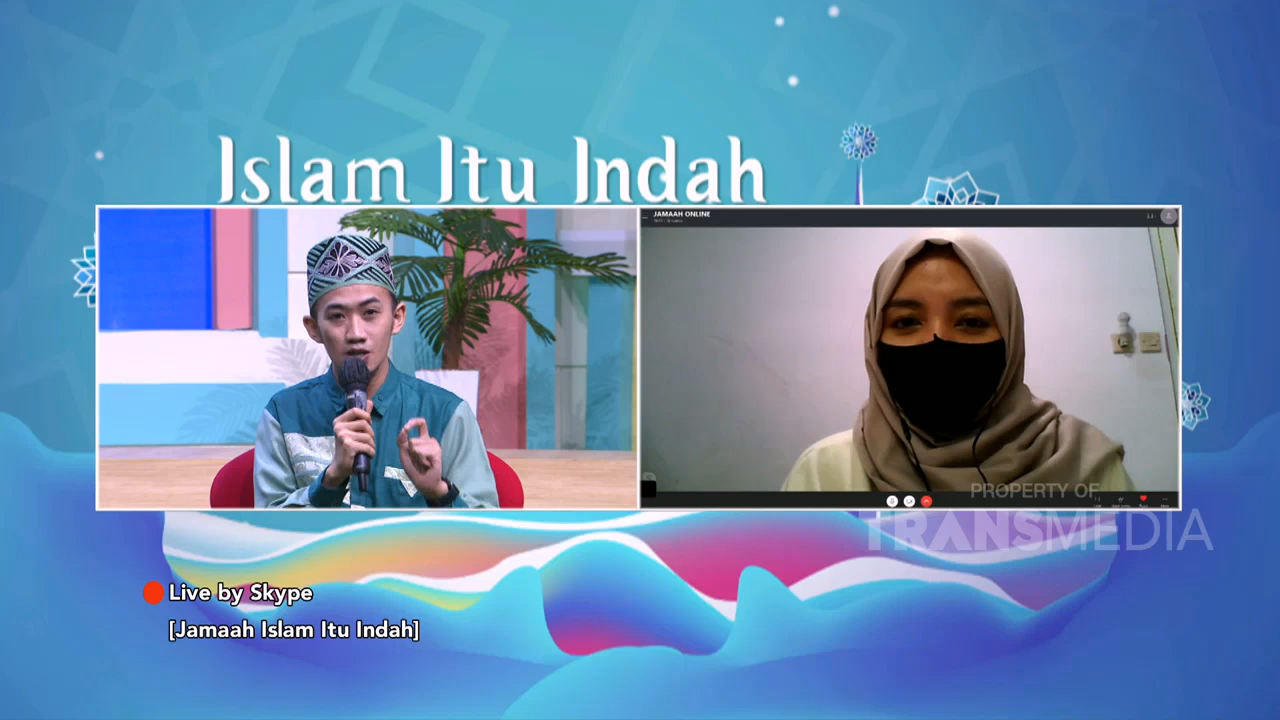 Islam Itu Indah
JAMAAH ONLINE
PROPERTY OF
TRANSMEDIA
Live by Skype
[Jamaah Islam Itu Indah]